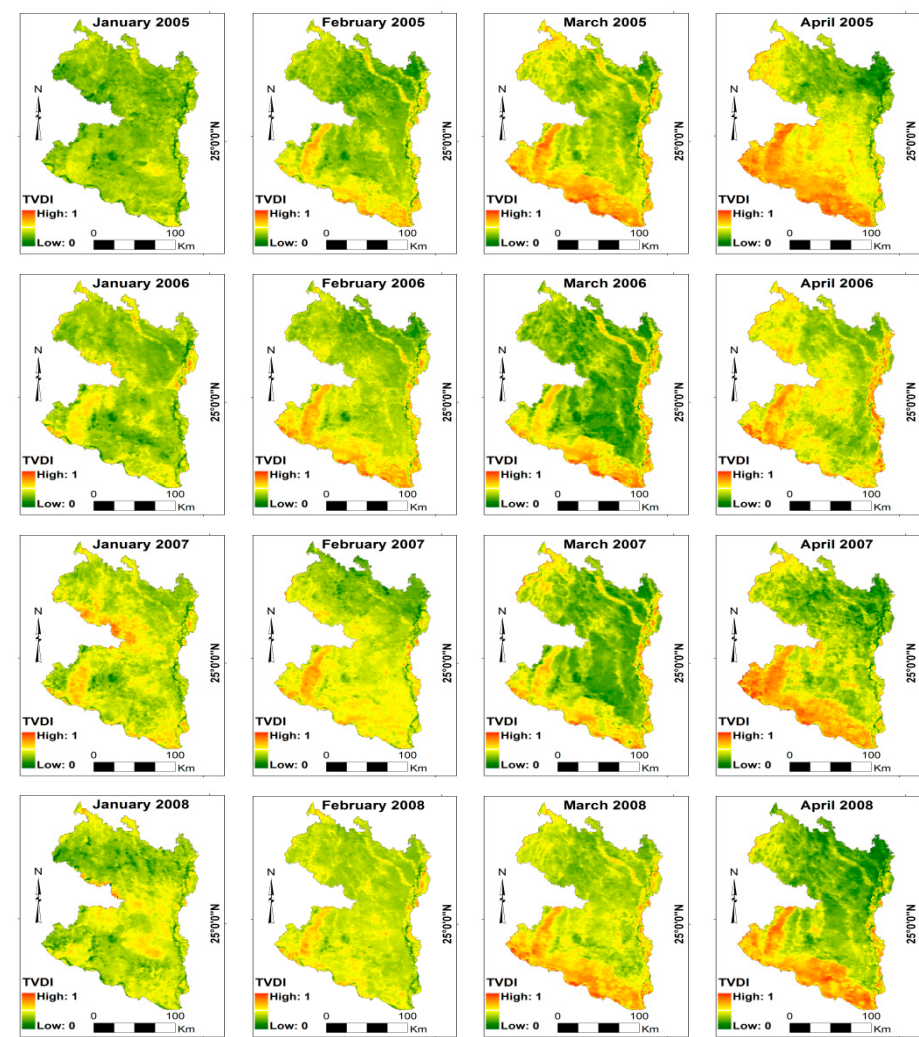 January 2005
N
25°0'0"N
TVDI
High: 1
Low: 0
0 100
Km
February 2005
N
25°0'0"N
TVDI
High: 1
Low: 0
0 100
Km
March 2005
N
25°0'0"N
TVDI
High: 1
Low: 0
0 100
Km
April 2005
N
25°0'0"N
TVDI
High: 1
Low: 0
0 100
Km
January 2006
N
25°0'0"N
TVDI
High: 1
Low: 0
0 100
Km
February 2006
N
25°0'0"N
TVDI
High: 1
Low: 0
0 100
Km
March 2006
N
25°0'0"N
TVDI
High: 1
Low: 0
0 100
Km
April 2006
N
25°0'0"N
TVDI
High: 1
Low: 0
0 100
Km
January 2007
N
25°0'0"N
TVDI
High: 1
Low: 0
0 100
Km
February 2007
N
25°0'0"N
TVDI
High: 1
Low: 0
0 100
Km
March 2007
N
25°0'0"N
TVDI
High: 1
Low: 0
0 100
Km
April 2007
N
25°0'0"N
TVDI
High: 1
Low: 0
0 100
Km
January 2008
N
25°0'0"N
TVDI
High: 1
Low: 0
0 100
Km
February 2008
N
25°0'0"N
TVDI
High: 1
Low: 0
0 100
Km
March 2008
N
25°0'0"N
TVDI
High: 1
Low: 0
0 100
Km
April 2008
N
25°0'0"N
TVDI
High: 1
Low: 0
0 100
Km